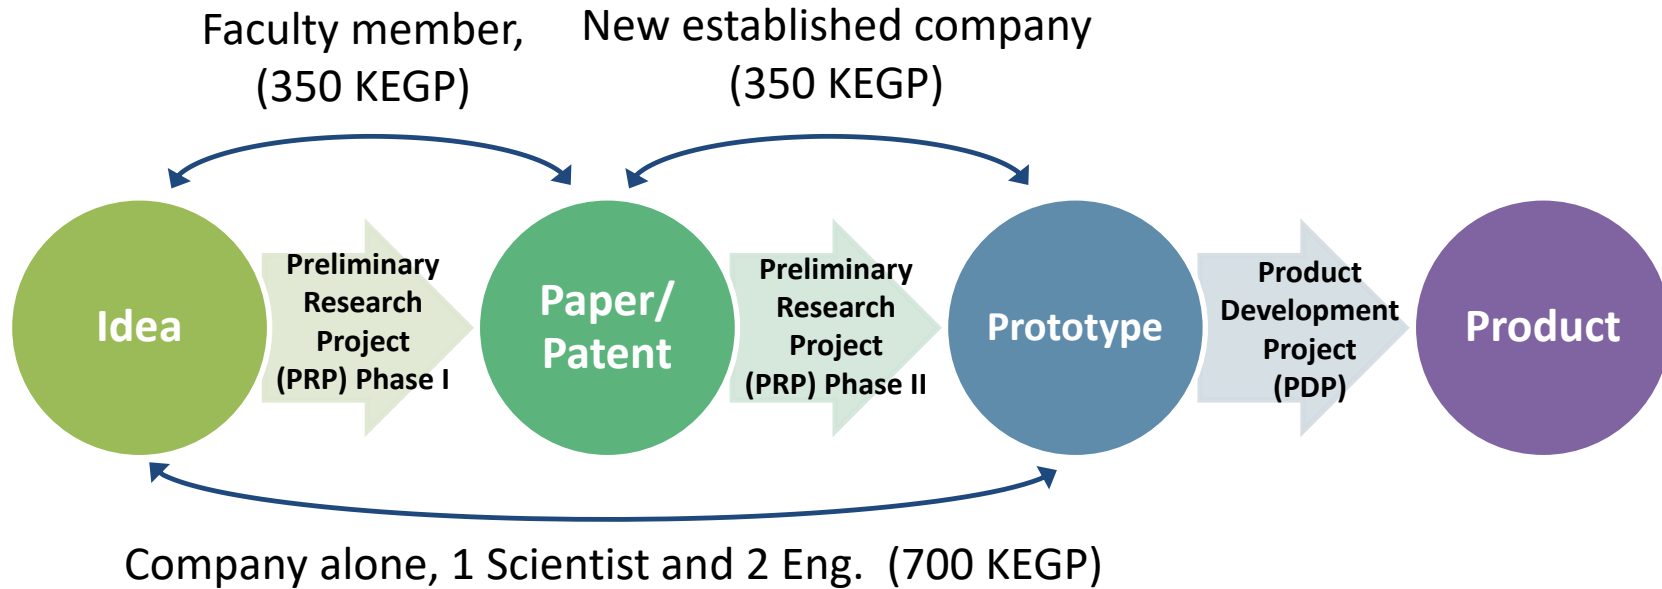 Faculty member,
(350 KEGP)
New established company
(350 KEGP)
Idea
Preliminary
Research
Project
(PRP) Phase I
Paper/
Patent
Preliminary
Research
Project
(PRP) Phase II
Prototype
Product
Development
Project
(PDP)
Product
Company alone, 1 Scientist and 2 Eng.  (700 KEGP)